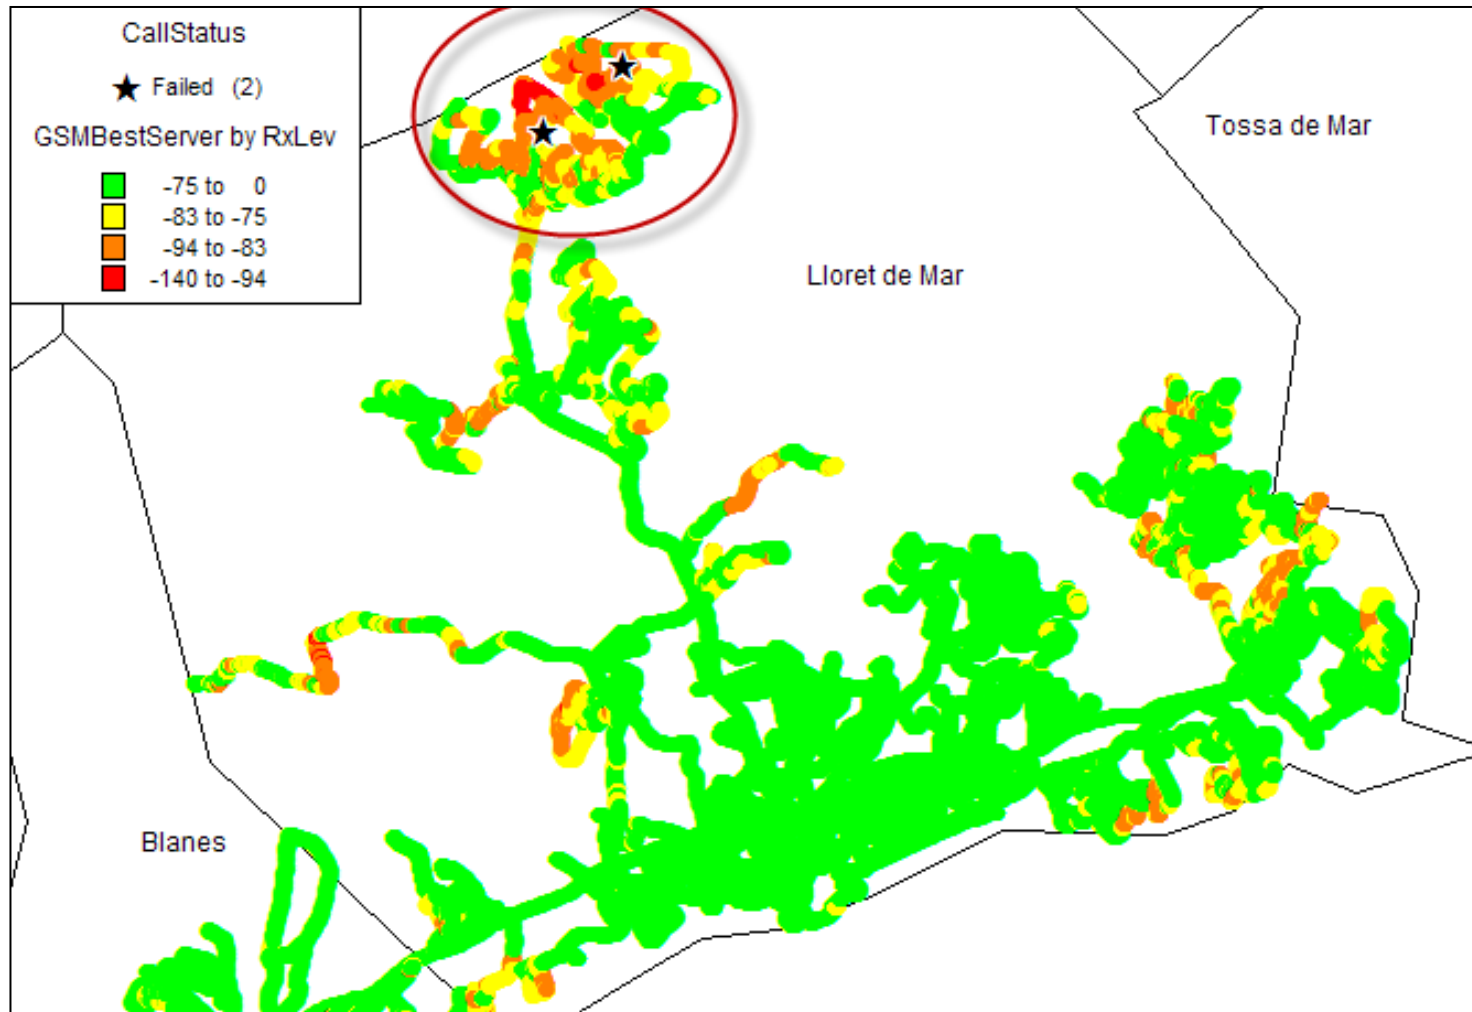 CallStatus
Failed (2)
GSMBestServer by RxLev
-75 to 0
-83 to -75
-94 to -83
-140 to -94
Tossa de Mar
Lloret de Mar
Blanes